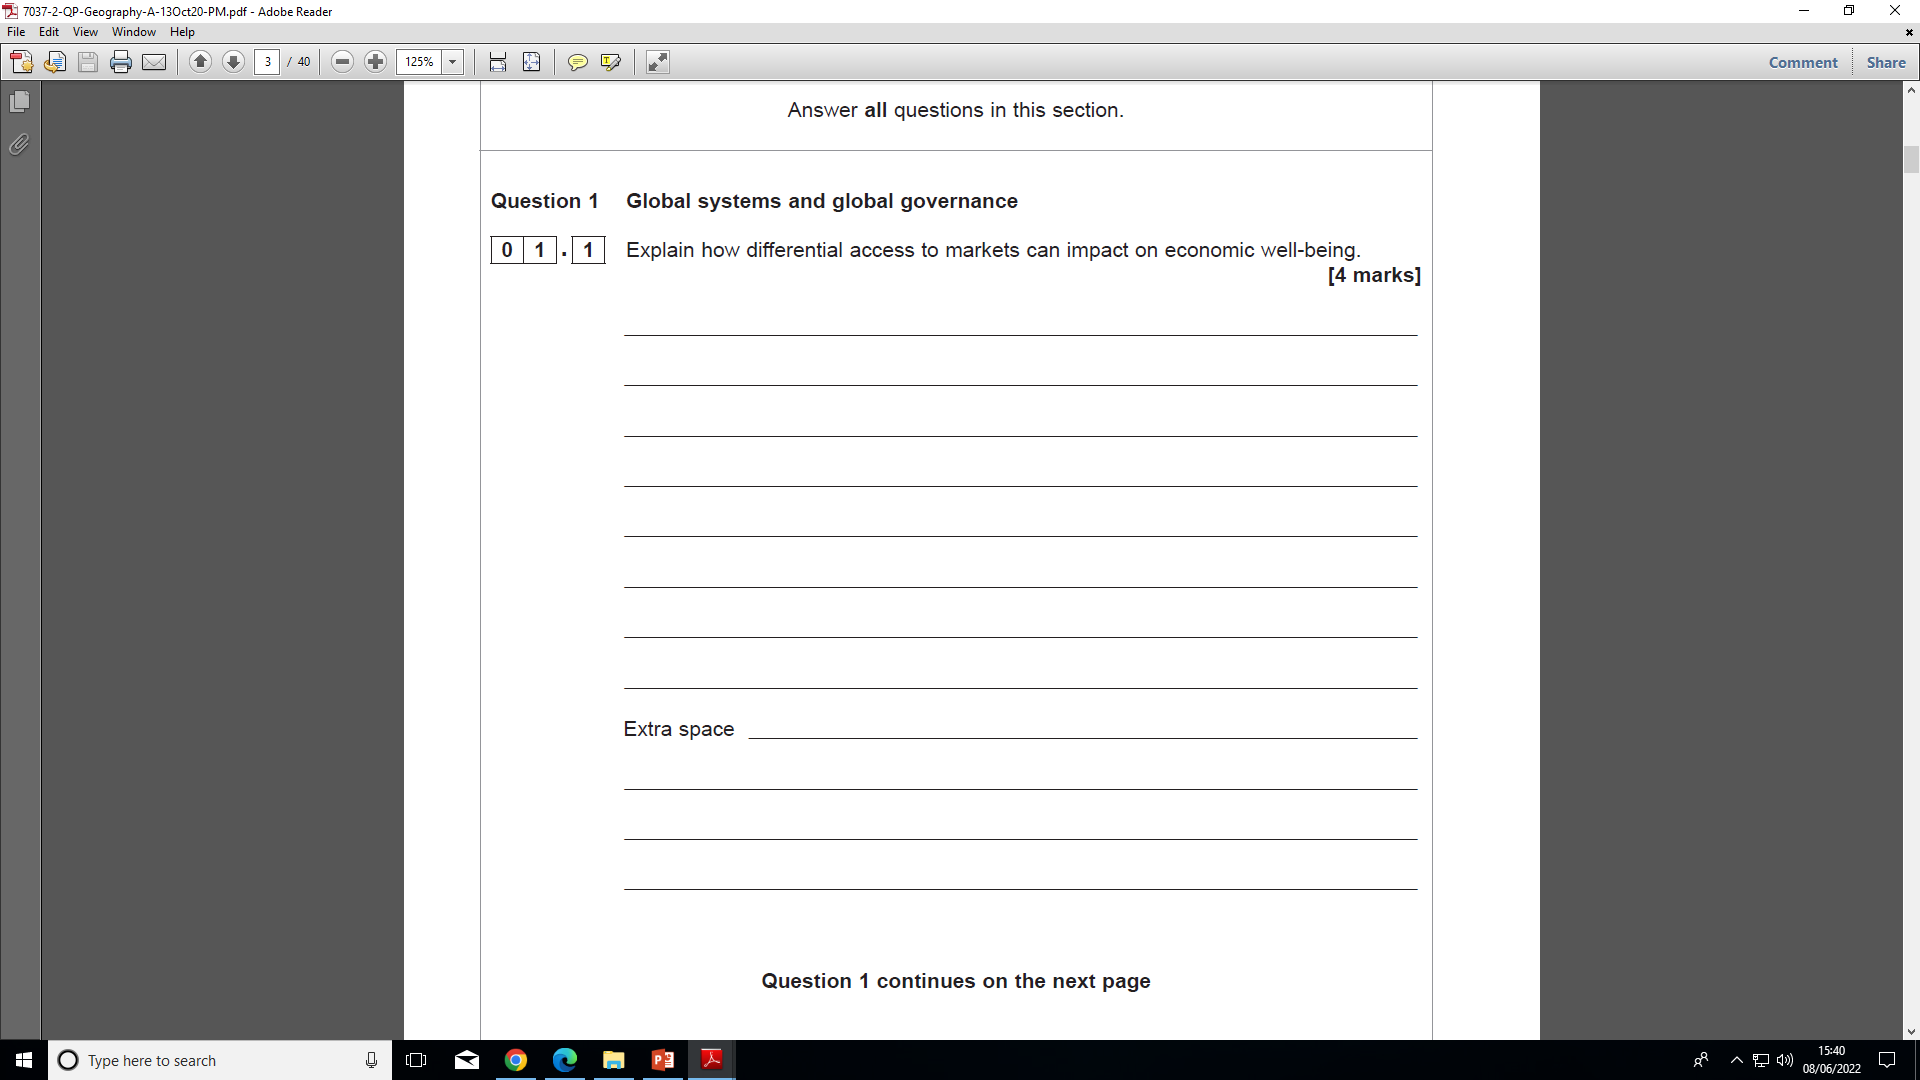 7037-2-QP-Geography-A-13Oct20-PM.pdf - Adobe Reader
File Edit View Window Help
3 / 40 125% Comment Share
Answer all questions in this section.
Question 1 Global systems and global governance
0 1 . 1 Explain how differential access to markets can impact on economic well-being.
[4 marks]
Extra space
Question 1 continues on the next page
Type here to search
15:40
08/06/2022